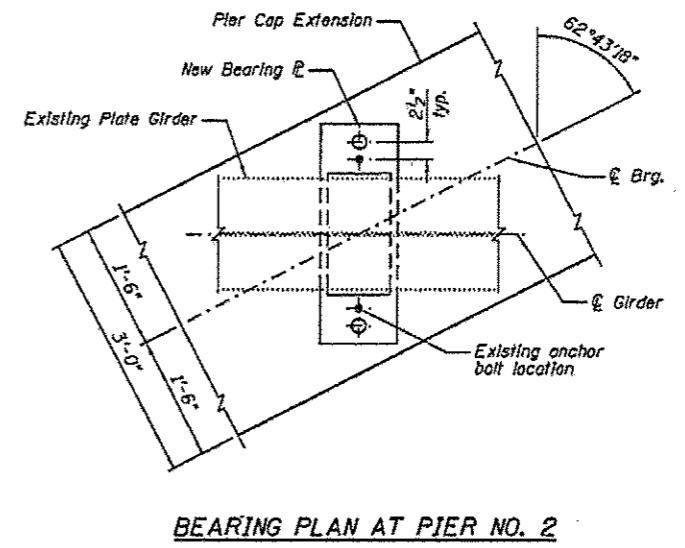 Pier Cap Extension
62°43'18"
New Bearing ℙ
2½" typ.
Existing Plate Girder
℄ Brg.
1'-6"
3'-0"
1'-6"
℄ Girder
Existing anchor
bolt location
BEARING PLAN AT PIER NO. 2